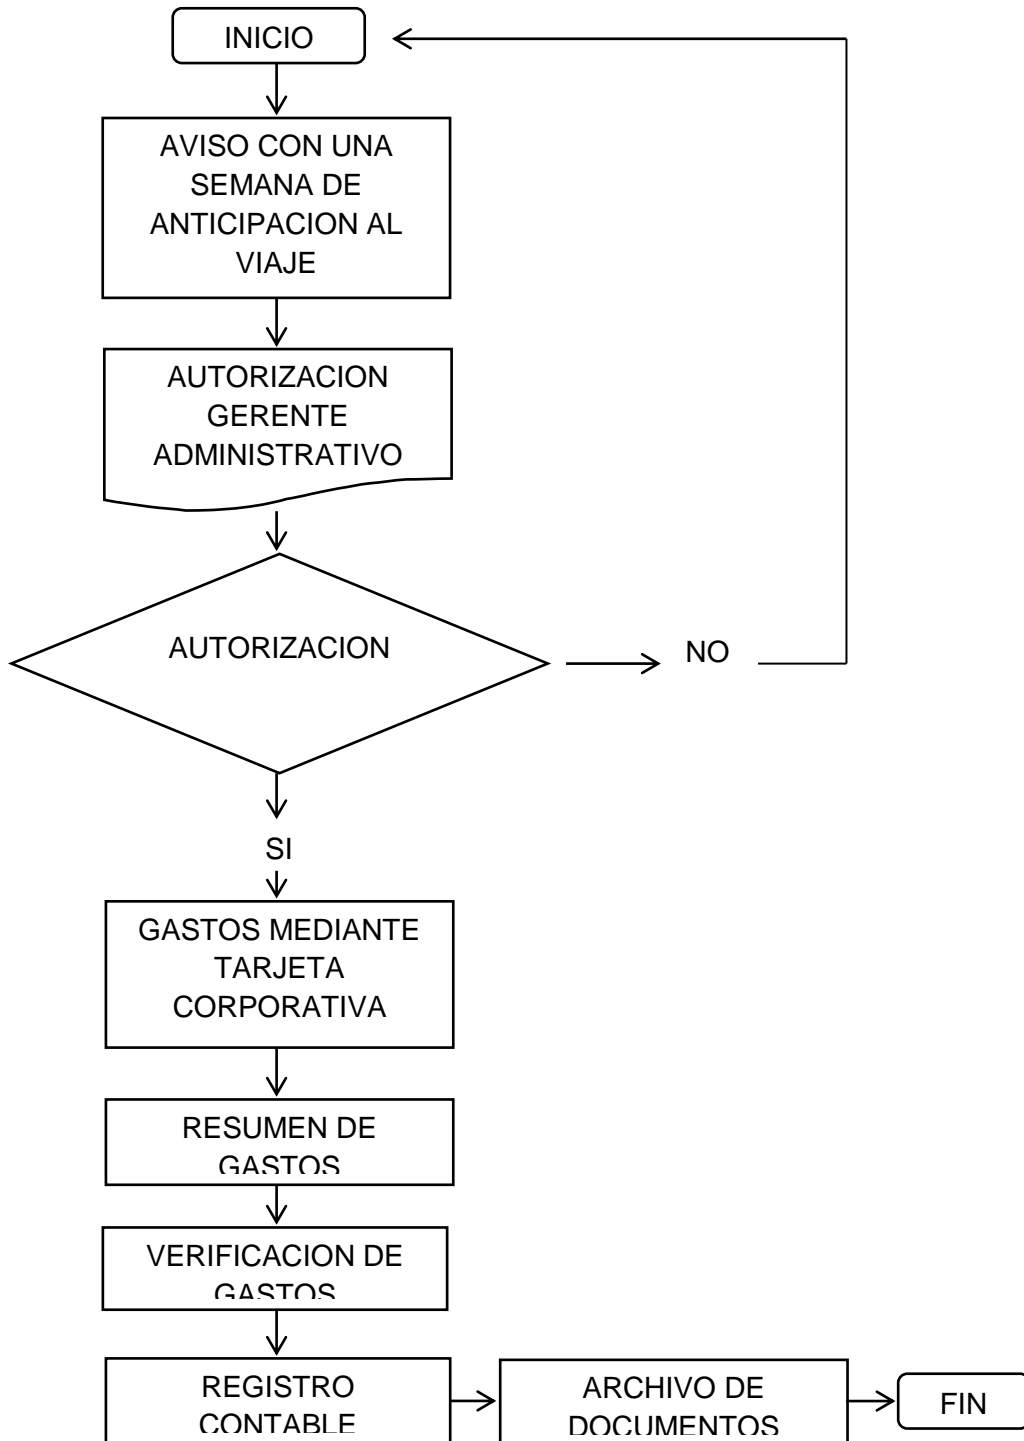 INICIO
AVISO CON UNA
SEMANA DE
ANTICIPACION AL
VIAJE
AUTORIZACION
GERENTE
ADMINISTRATIVO
AUTORIZACION
NO
SI
GASTOS MEDIANTE
TARJETA
CORPORATIVA
RESUMEN DE
GASTOS
VERIFICACION DE
GASTOS
REGISTRO
CONTABLE
ARCHIVO DE
DOCUMENTOS
FIN